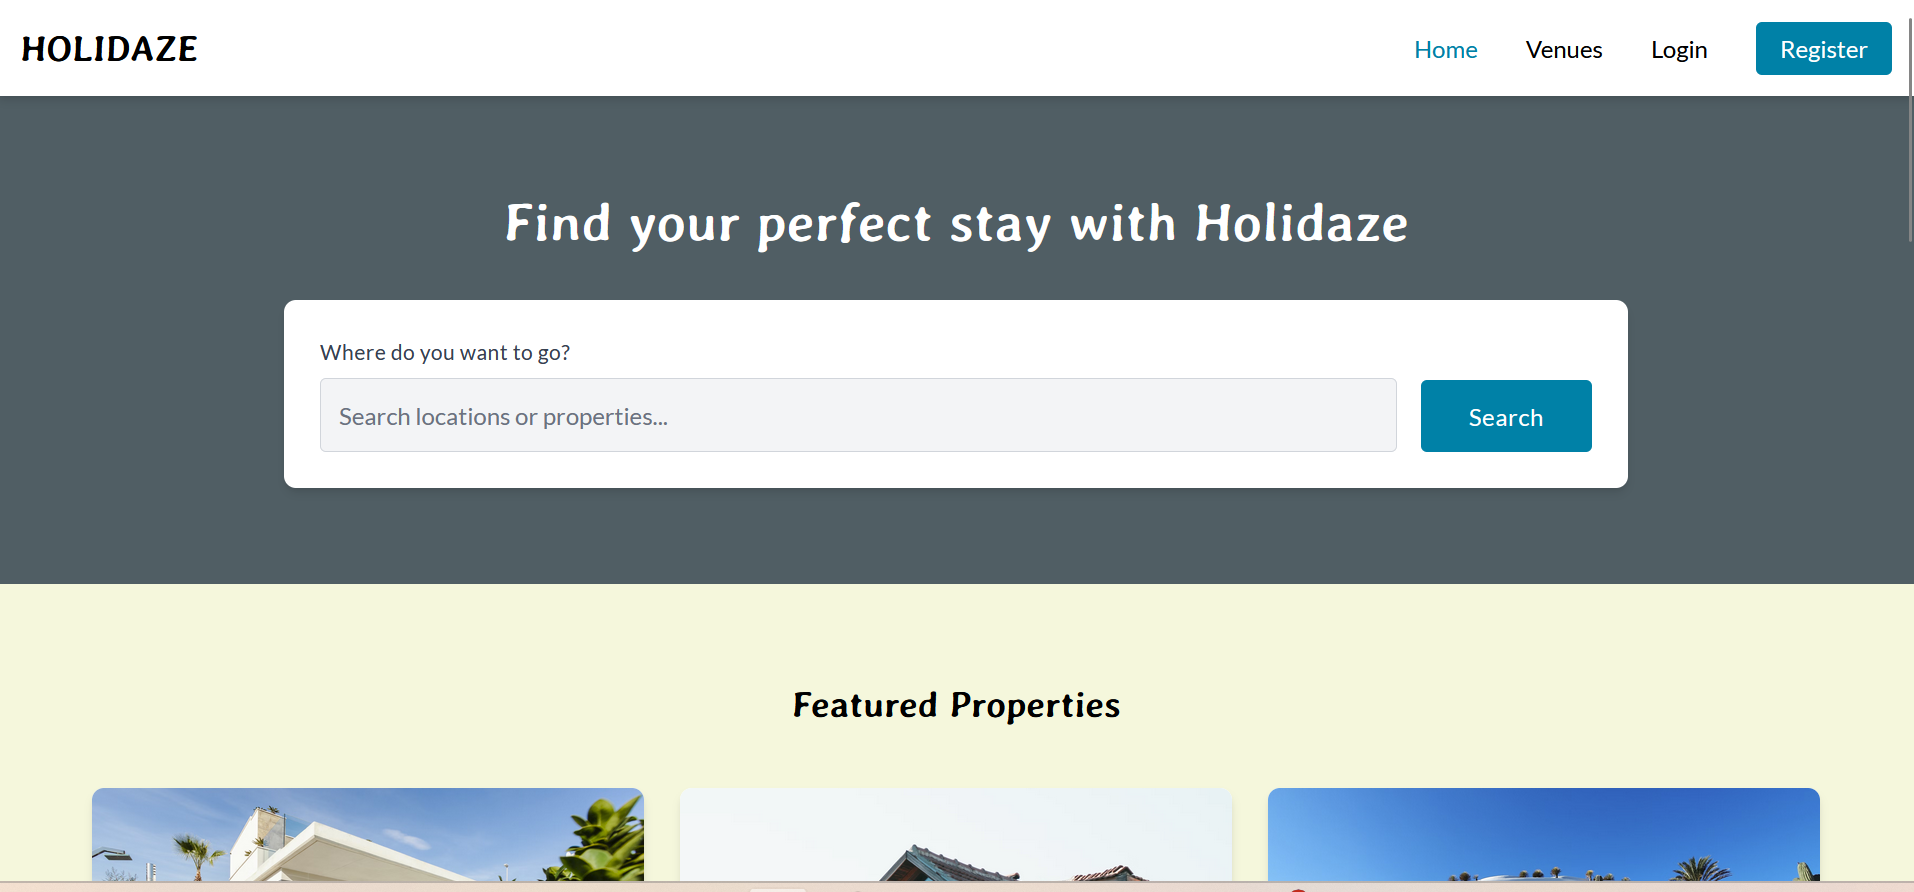 HOLIDAZE
Home
Venues
Login
Register
Find your perfect stay with Holidaze
Where do you want to go?
Search locations or properties...
Search
Featured Properties